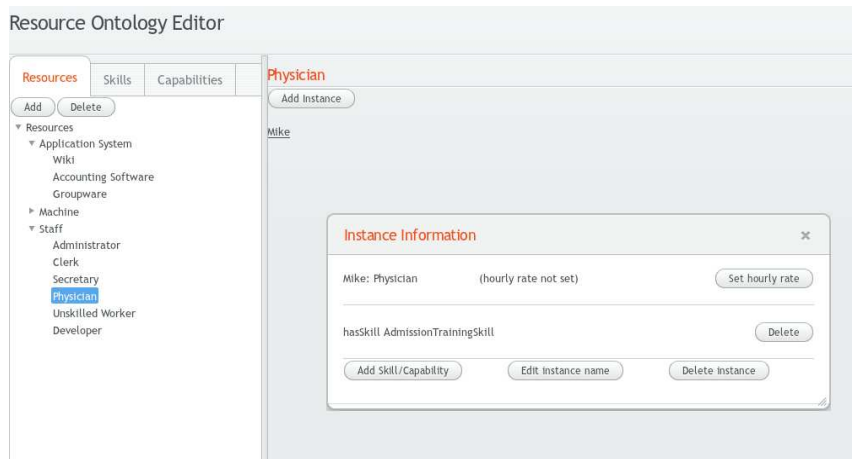 Resource Ontology Editor
Resources Skills Capabilities
Add Delete
Resources
Application System
Wiki
Accounting Software
Groupware
Machine
Staff
Administrator
Clerk
Secretary
Physician
Unskilled Worker
Developer
Physician
Add Instance
Mike
Instance Information
Mike: Physician (hourly rate not set) Set hourly rate
hasSkill AdmissionTrainingSkill Delete
Add Skill/Capability Edit instance name Delete instance